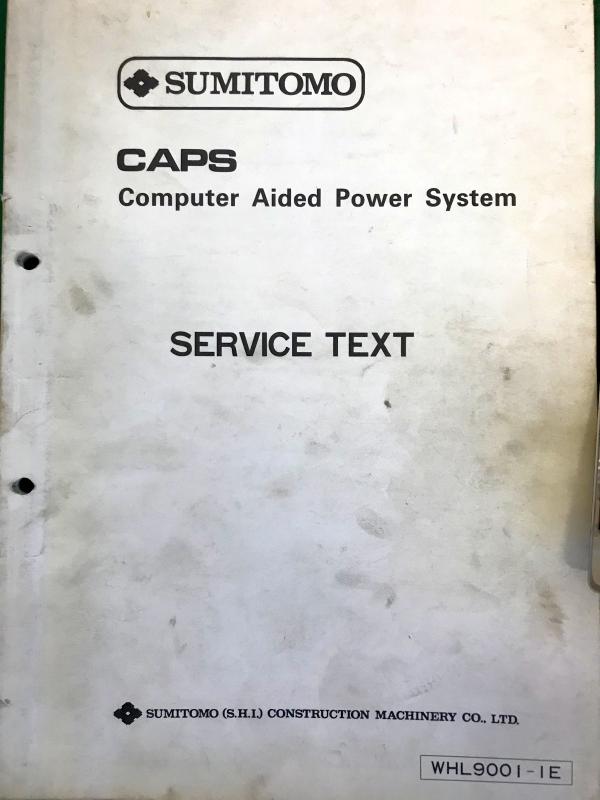 SUMITOMO
CAPS
Computer Aided Power System
SERVICE TEXT
SUMITOMO (S.H.I.) CONSTRUCTION MACHINERY CO., LTD.
WHL9001-1E